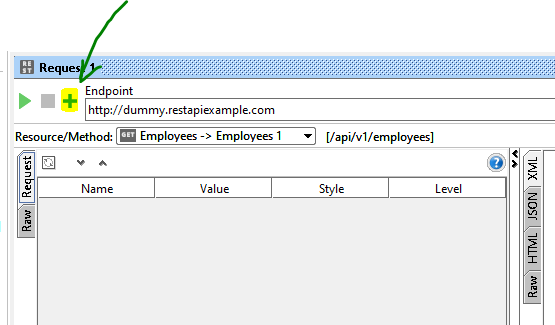 REST Request 1
Endpoint
http://dummy.restapiexample.com
Resource/Method: GET Employees -> Employees 1 [/api/v1/employees]
Request
Raw
Name Value Style Level
XML
JSON
HTML
Raw